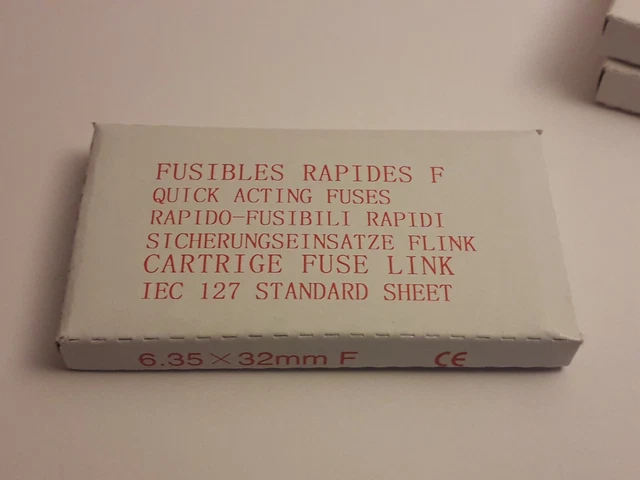 FUSIBLES RAPIDES F
QUICK ACTING FUSES
RAPIDO-FUSIBILI RAPIDI
SICHERUNGSEINSATZE FLINK
CARTRIGE FUSE LINK
IEC 127 STANDARD SHEET
6.35×32mm F CE